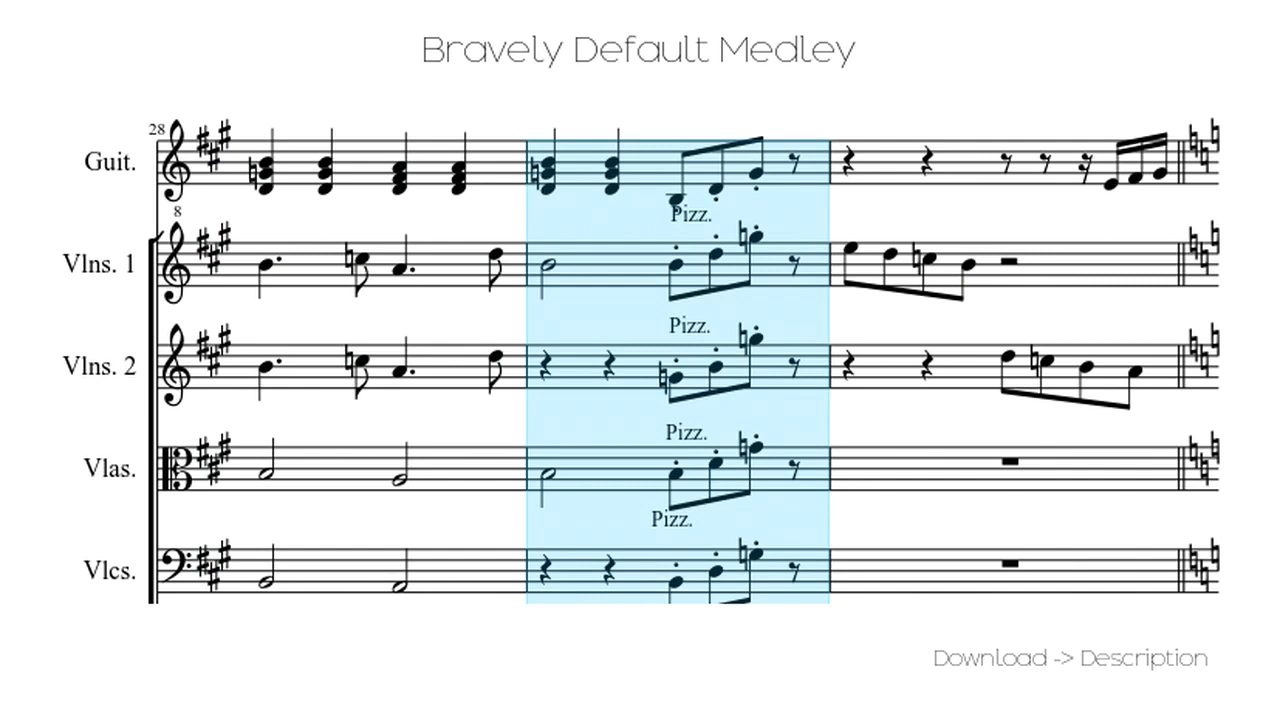 Bravely Default Medley
28
Guit.
8
Pizz.
Vlns. 1
Pizz.
Vlns. 2
Pizz.
Vlas.
Pizz.
Vlcs.
Download -> Description